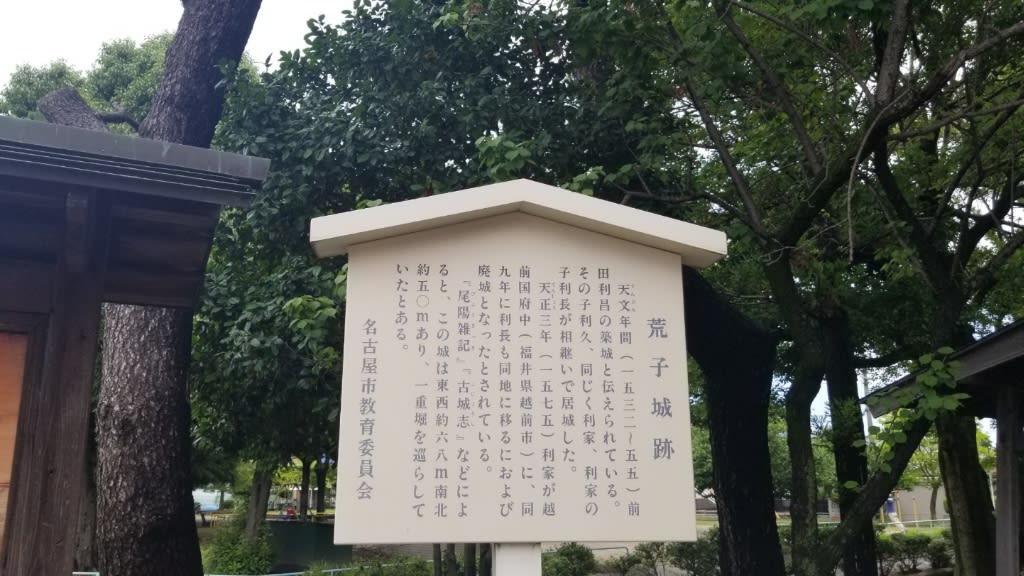 荒子城跡
天文年間(一五三二~五五)前
田利昌の築城と伝えられている。
その子利久、同じく利家、利家の
子利長が相継いで居城した。
天正三年(一五七五)利家が越
前国府中(福井県越前市)に、同
九年に利長も同地に移るにおよび
廃城となったとされている。
『尾陽雑記』『古城志』などによ
ると、この城は東西約六八m南北
約五〇mあり、一重堀を巡らして
いたとある。
名古屋市教育委員会